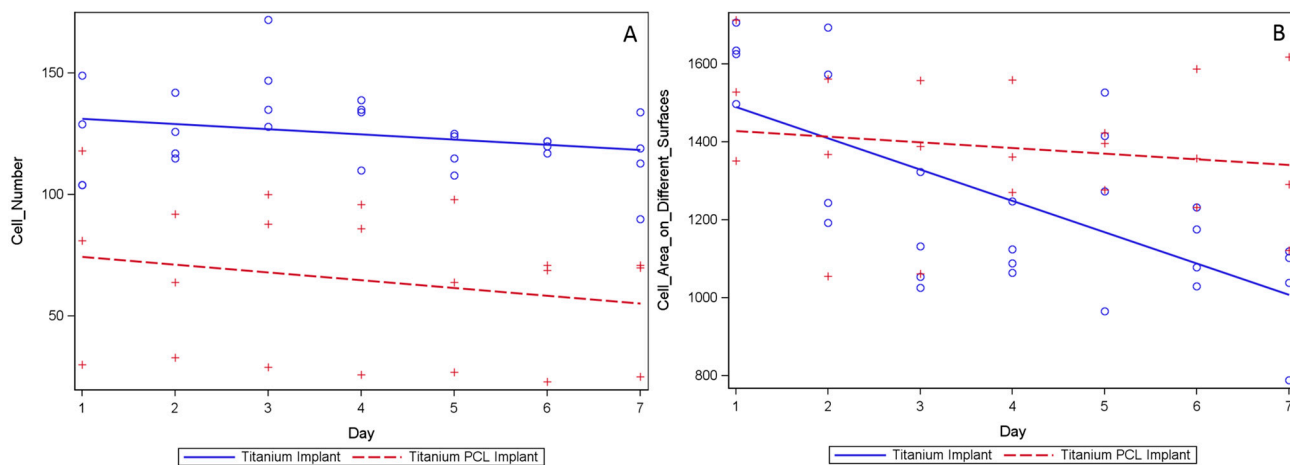 A
Cell_Number
150
100
50
1 2 3 4 5 6 7
Day
Titanium Implant Titanium PCL Implant
B
Cell_Area_on_Different_Surfaces
1600
1400
1200
1000
800
1 2 3 4 5 6 7
Day
Titanium Implant Titanium PCL Implant